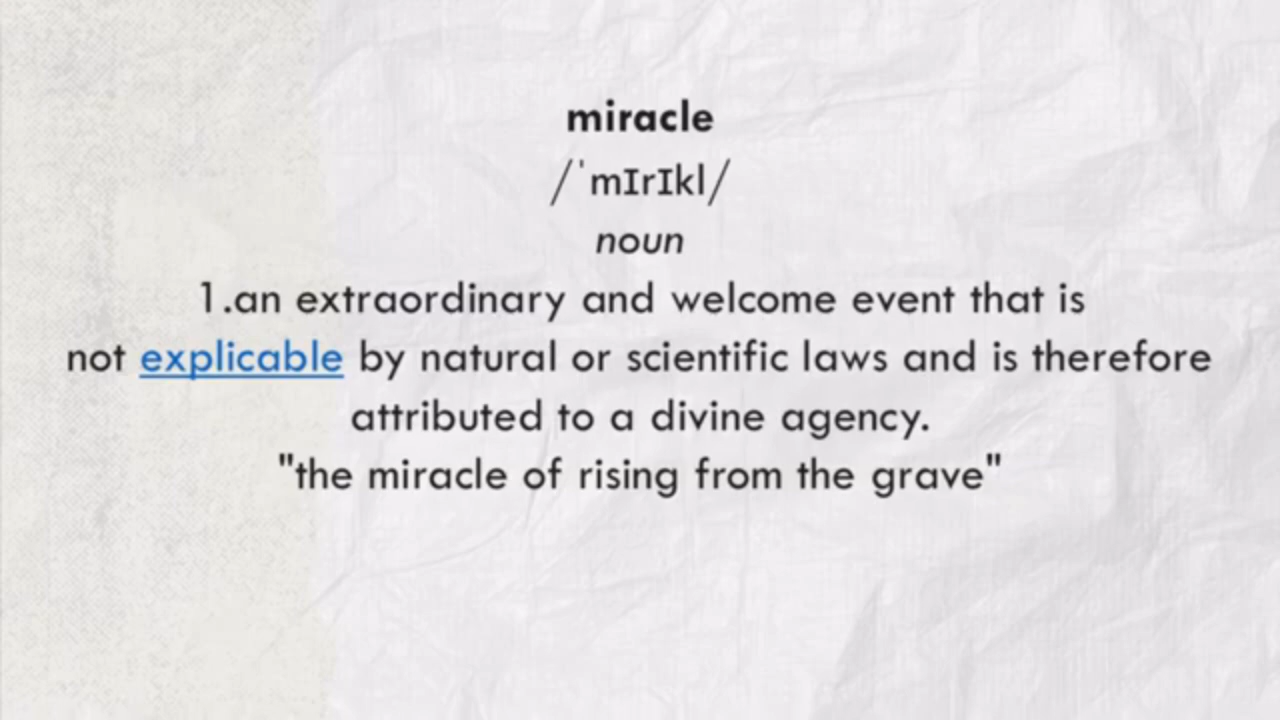 miracle
/ˈmɪrɪkl/
noun
1.an extraordinary and welcome event that is
not explicable by natural or scientific laws and is therefore
attributed to a divine agency.
"the miracle of rising from the grave"